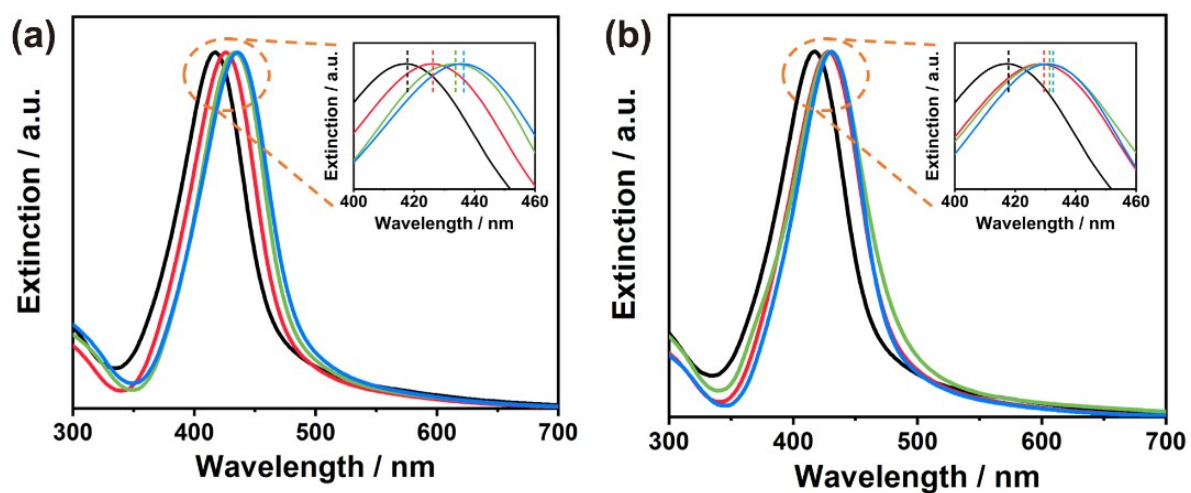 (a)
Extinction / a.u.
300 400 500 600 700
Wavelength / nm
Extinction / a.u.
400 420 440 460
Wavelength / nm
(b)
Extinction / a.u.
300 400 500 600 700
Wavelength / nm
Extinction / a.u.
400 420 440 460
Wavelength / nm